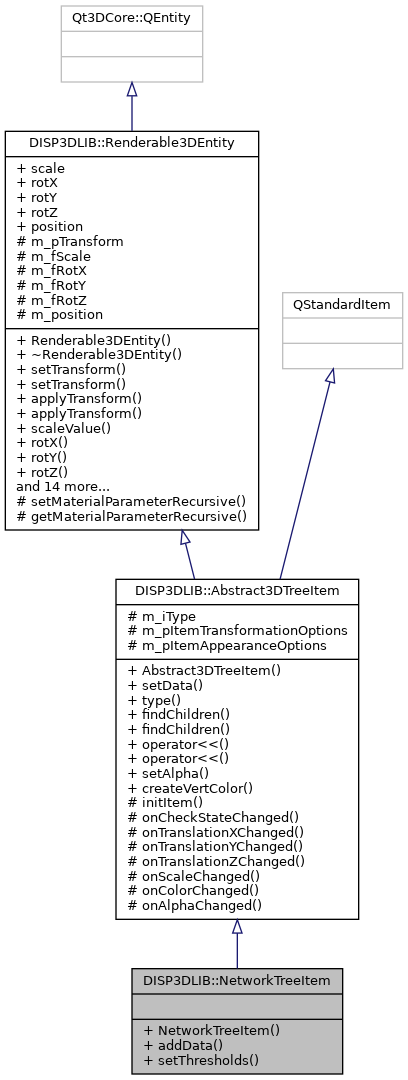 Qt3DCore::QEntity
DISP3DLIB::Renderable3DEntity
+ scale
+ rotX
+ rotY
+ rotZ
+ position
# m_pTransform
# m_fScale
# m_fRotX
# m_fRotY
# m_fRotZ
# m_position
+ Renderable3DEntity()
+ ~Renderable3DEntity()
+ setTransform()
+ setTransform()
+ applyTransform()
+ applyTransform()
+ scaleValue()
+ rotX()
+ rotY()
+ rotZ()
and 14 more...
# setMaterialParameterRecursive()
# getMaterialParameterRecursive()
QStandardItem
DISP3DLIB::Abstract3DTreeItem
# m_iType
# m_pItemTransformationOptions
# m_pItemAppearanceOptions
+ Abstract3DTreeItem()
+ setData()
+ type()
+ findChildren()
+ findChildren()
+ operator<<()
+ operator<<()
+ setAlpha()
+ createVertColor()
# initItem()
# onCheckStateChanged()
# onTranslationXChanged()
# onTranslationYChanged()
# onTranslationZChanged()
# onScaleChanged()
# onColorChanged()
# onAlphaChanged()
DISP3DLIB::NetworkTreeItem
+ NetworkTreeItem()
+ addData()
+ setThresholds()